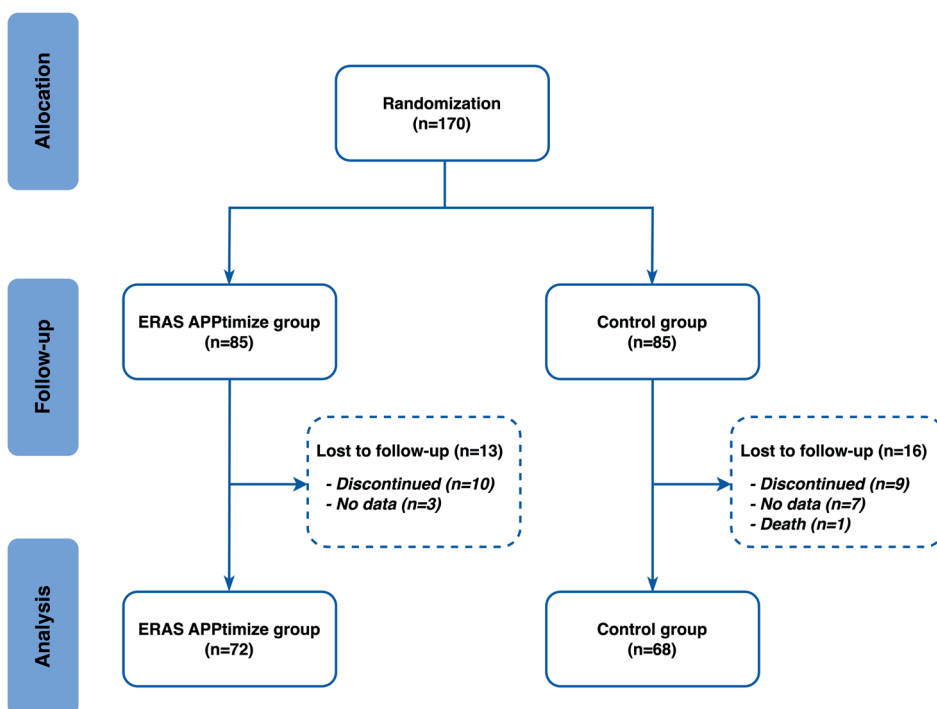 Allocation
Randomization
(n=170)
Follow-up
ERAS APPtimize group
(n=85)
Control group
(n=85)
Lost to follow-up (n=13)
- Discontinued (n=10)
- No data (n=3)
Lost to follow-up (n=16)
- Discontinued (n=9)
- No data (n=7)
- Death (n=1)
Analysis
ERAS APPtimize group
(n=72)
Control group
(n=68)